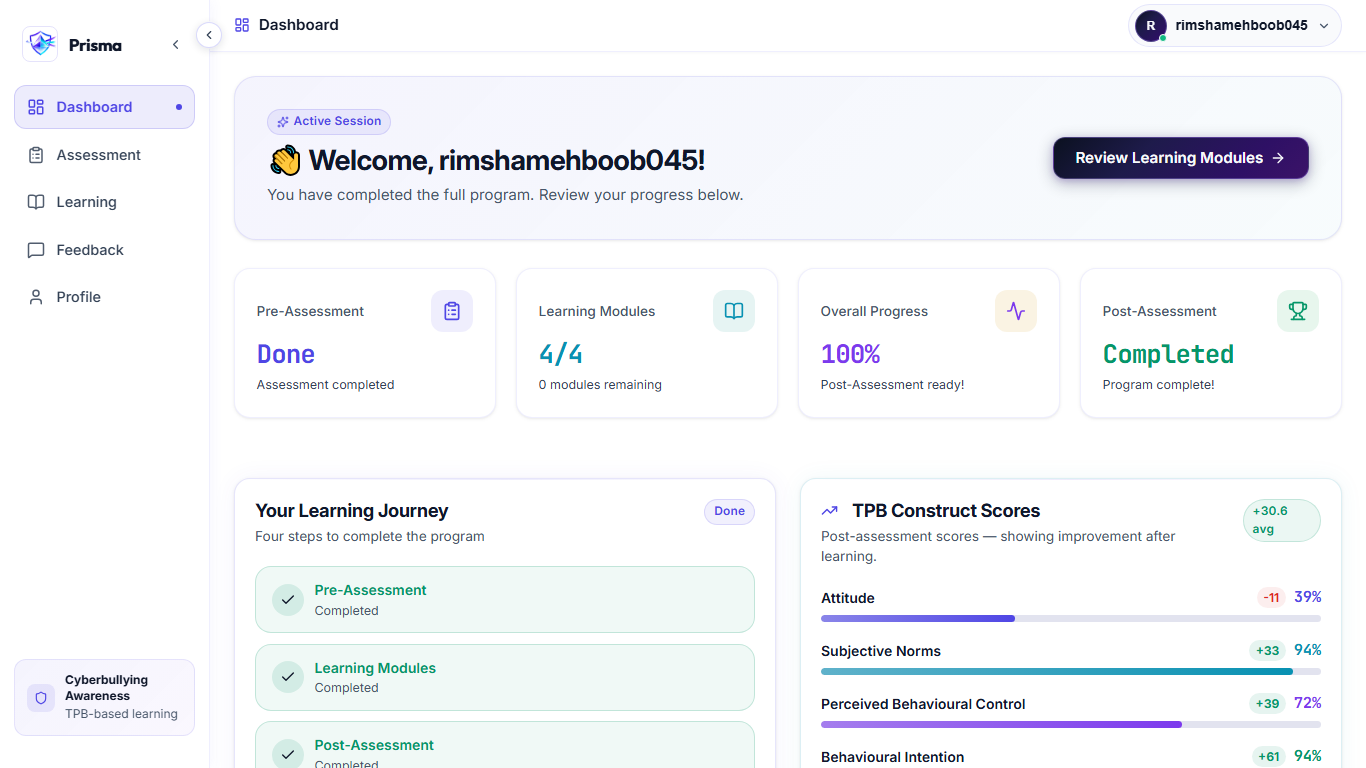 Prisma
Dashboard
Assessment
Learning
Feedback
Profile
Cyberbullying
Awareness
TPB-based learning
Dashboard
R
rimshamehboob045
Active Session
👋 Welcome, rimshamehboob045!
You have completed the full program. Review your progress below.
Review Learning Modules →
Pre-Assessment
Done
Assessment completed
Learning Modules
4/4
0 modules remaining
Overall Progress
100%
Post-Assessment ready!
Post-Assessment
Completed
Program complete!
Your Learning Journey
Done
Four steps to complete the program
Pre-Assessment
Completed
Learning Modules
Completed
Post-Assessment
Completed
TPB Construct Scores
+30.6
avg
Post-assessment scores — showing improvement after
learning.
Attitude -11 39%
Subjective Norms +33 94%
Perceived Behavioural Control +39 72%
Behavioural Intention +61 94%